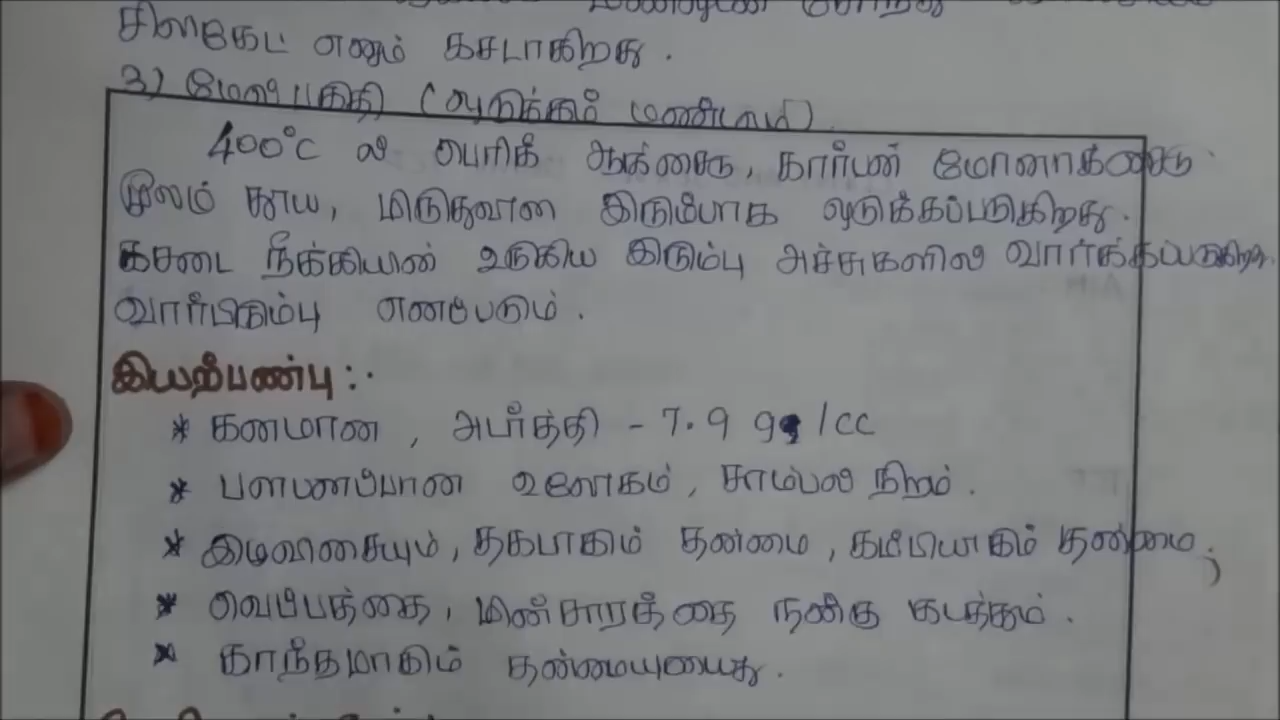 சிலிகேட் எனும் கசடாகிறது.
3) மேல்பகுதி (ஒடுக்கும் மண்டலம்)
400°C ல் பெரிக் ஆக்ஸைடு, கார்பன் மோனாக்ஸைடு
மூலம் தூய, மிருதுவான இரும்பாக ஒடுக்கப்படுகிறது.
கசடை நீக்கியபின் உருகிய இரும்பு அச்சுகளில் வார்க்கப்படுகிறது.
வார்பிரும்பு எனப்படும்.
இயற்பண்பு:-
* கனமான, அடர்த்தி - 7.9 g /cc
* பளபளப்பான உலோகம், சாம்பல் நிறம்.
* இழுவிசையும், தகடாகும் தன்மை, கம்பியாகும் தன்மை.
* வெப்பத்தை, மின்சாரத்தை நன்கு கடத்தும்.
* காந்தமாகும் தன்மையுடையது.